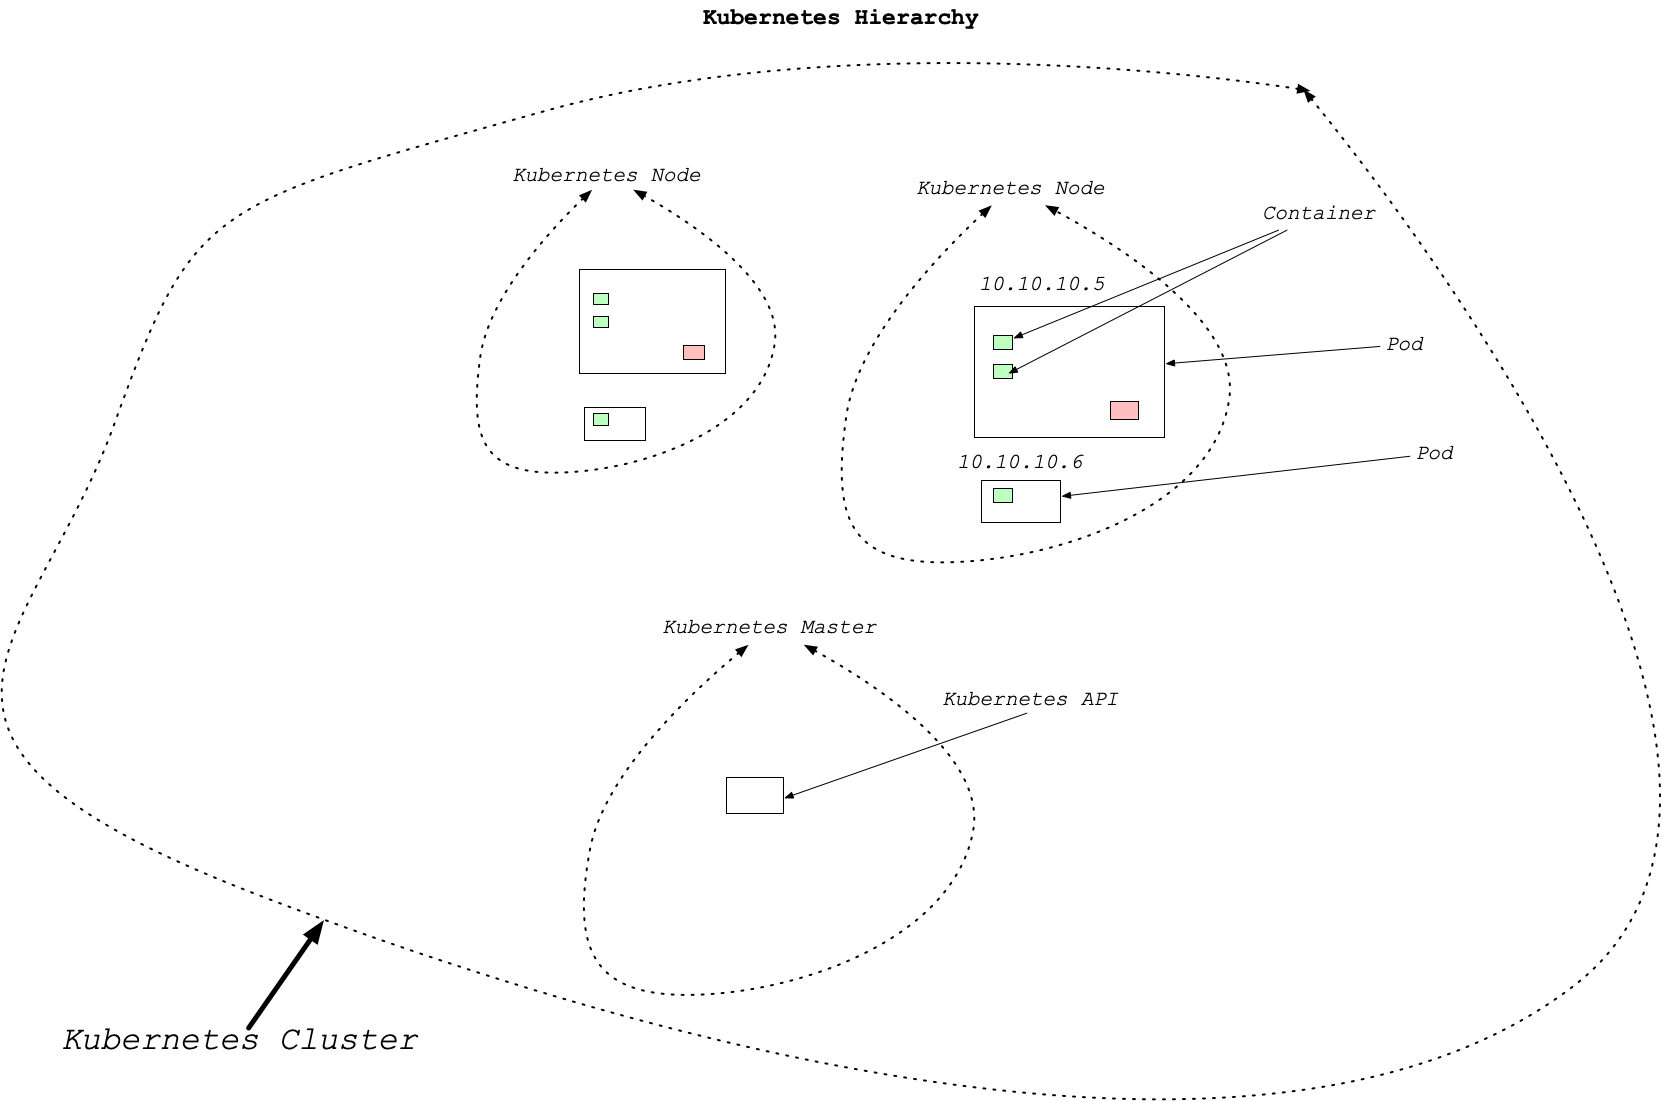 Kubernetes Hierarchy
Kubernetes Node
Kubernetes Node
Container
10.10.10.5
Pod
10.10.10.6
Pod
Kubernetes Master
Kubernetes API
Kubernetes Cluster